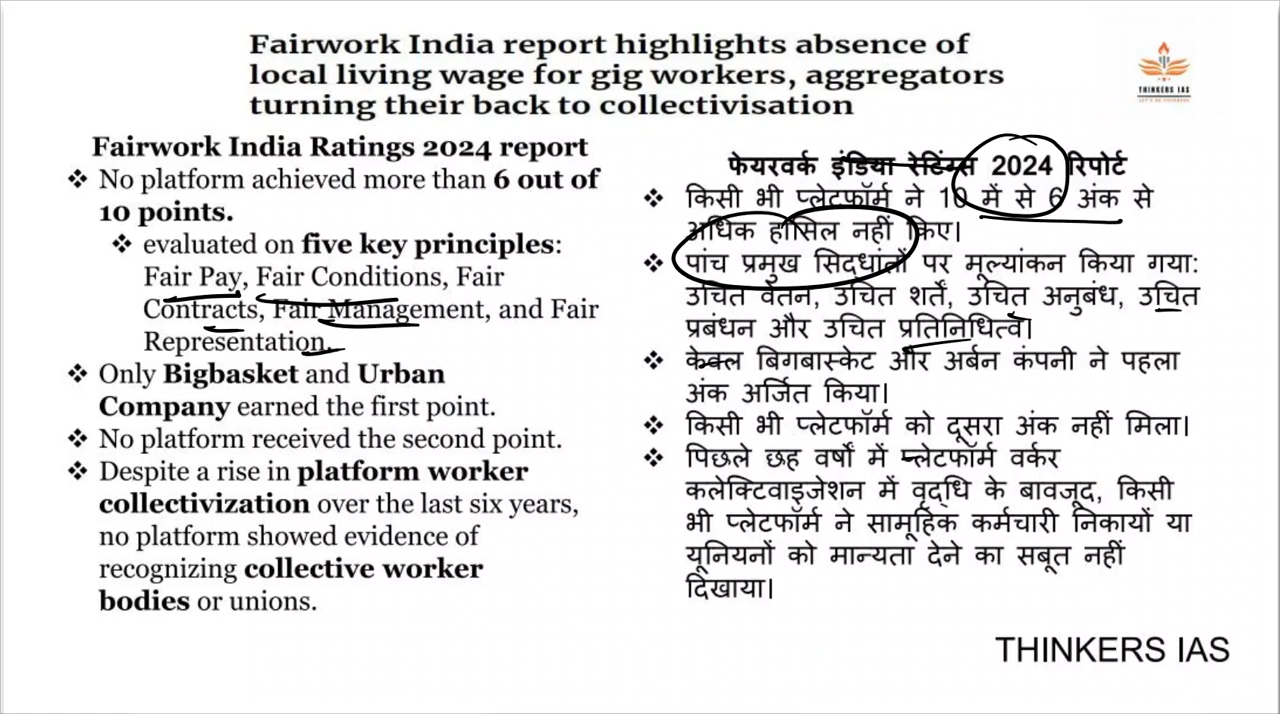 Fairwork India report highlights absence of
local living wage for gig workers, aggregators
turning their back to collectivisation
THINKERS IAS
Fairwork India Ratings 2024 report
❖ No platform achieved more than 6 out of
10 points.
❖ evaluated on five key principles:
Fair Pay, Fair Conditions, Fair
Contracts, Fair Management, and Fair
Representation.
❖ Only Bigbasket and Urban
Company earned the first point.
❖ No platform received the second point.
❖ Despite a rise in platform worker
collectivization over the last six years,
no platform showed evidence of
recognizing collective worker
bodies or unions.
फेयरवर्क इंडिया रेटिंग्स 2024 रिपोर्ट
❖ किसी भी प्लेटफॉर्म ने 10 में से 6 अंक से
अधिक हासिल नहीं किए।
❖ पांच प्रमुख सिद्धांतों पर मूल्यांकन किया गया:
उचित वेतन, उचित शर्तें, उचित अनुबंध, उचित
प्रबंधन और उचित प्रतिनिधित्व।
❖ केवल बिगबास्केट और अर्बन कंपनी ने पहला
अंक अर्जित किया।
❖ किसी भी प्लेटफॉर्म को दूसरा अंक नहीं मिला।
❖ पिछले छह वर्षों में प्लेटफॉर्म वर्कर
कलेक्टिवाइजेशन में वृद्धि के बावजूद, किसी
भी प्लेटफॉर्म ने सामूहिक कर्मचारी निकायों या
यूनियनों को मान्यता देने का सबूत नहीं
दिखाया।
THINKERS IAS